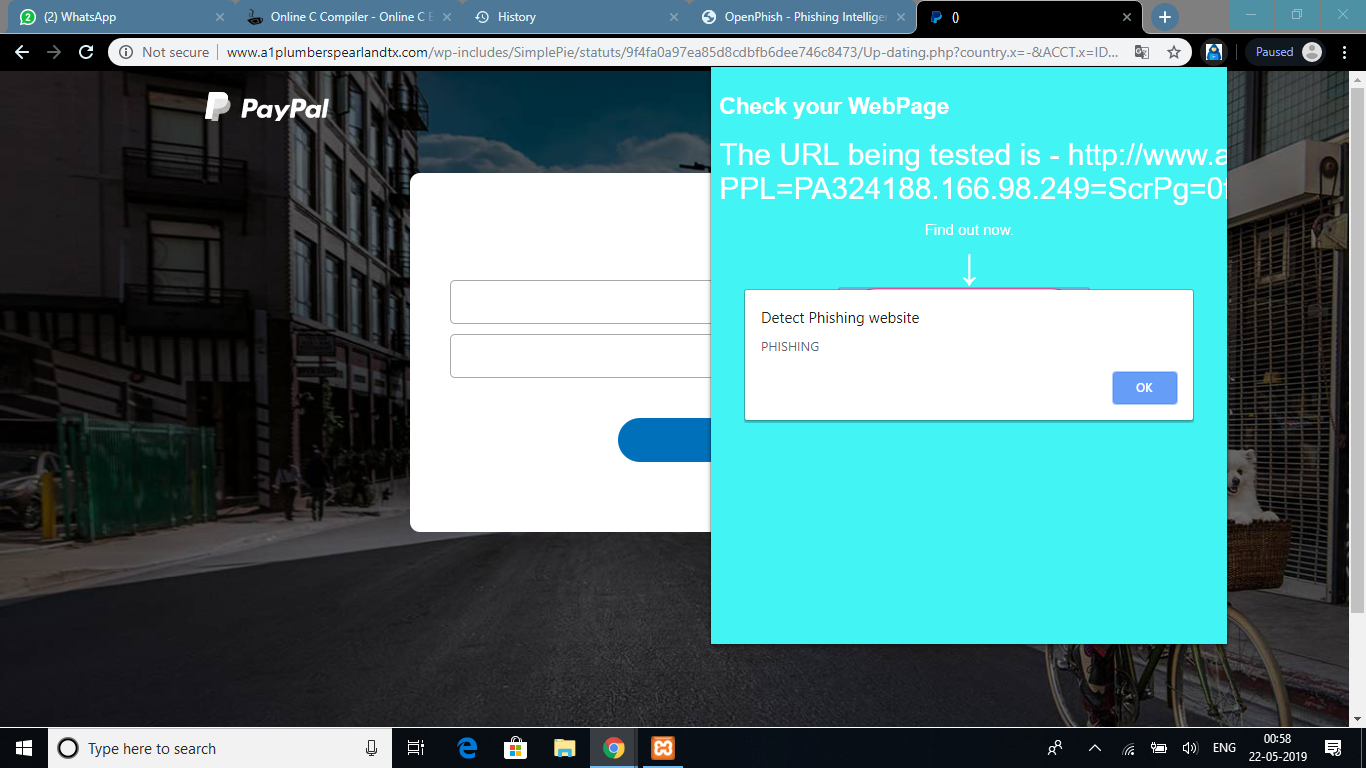 (2) WhatsApp
Online C Compiler - Online C E
History
OpenPhish - Phishing Intellige
()
Not secure
www.a1plumberspearlandtx.com/wp-includes/SimplePie/statuts/9f4fa0a97ea85d8cdbfb6dee746c8473/Up-dating.php?country.x=-&ACCT.x=ID...
Paused
PayPal
Check your WebPage
The URL being tested is - http://www.a
PPL=PA324188.166.98.249=ScrPg=0
Find out now.
↓
Detect Phishing website
PHISHING
OK
Type here to search
ENG
00:58
22-05-2019